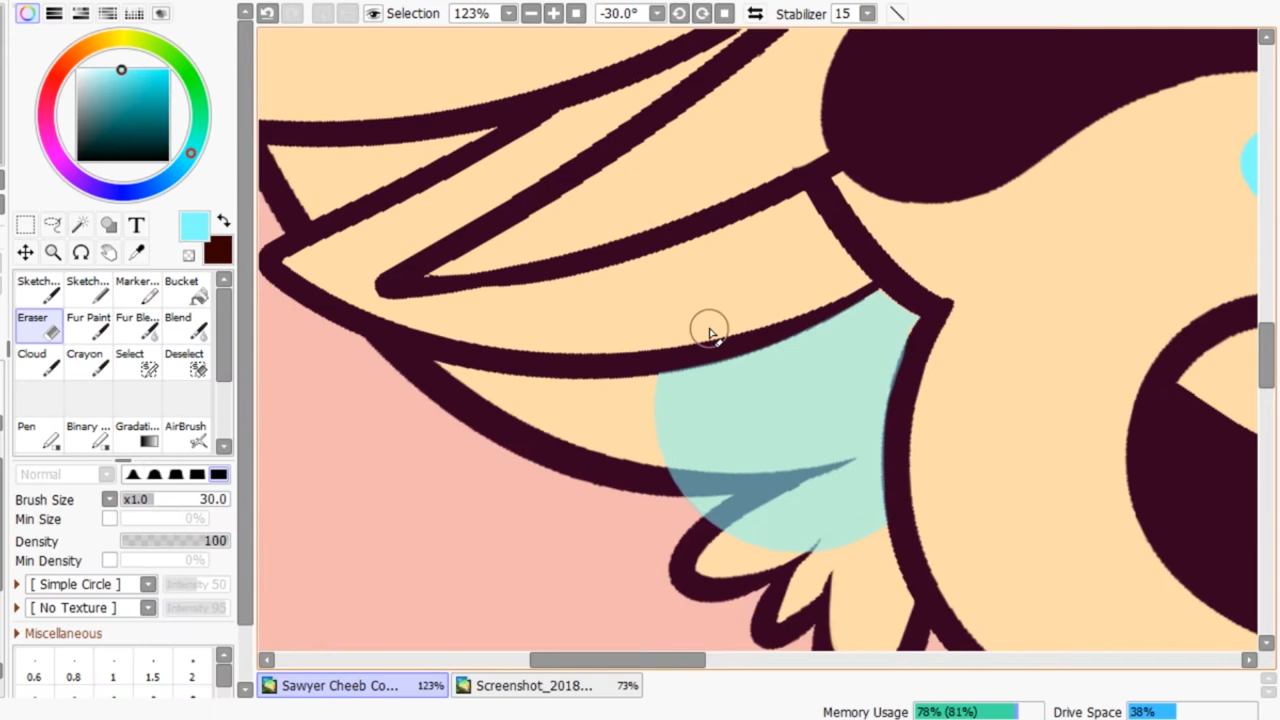 Selection 123% -30.0° Stabilizer 15
T
Sketch... Sketch... Marker... Bucket
Eraser Fur Paint Fur Ble... Blend
Cloud Crayon Select Deselect
Pen Binary ... Gradati... AirBrush
Normal
Brush Size x1.0 30.0
Min Size 0%
Density 100
Min Density 0%
[ Simple Circle ] Intensity 50
[ No Texture ] Intensity 95
Miscellaneous
0.6 0.8 1 1.5 2
Sawyer Cheeb Co... 123% Screenshot_2018... 73%
Memory Usage 78% (81%) Drive Space 38%